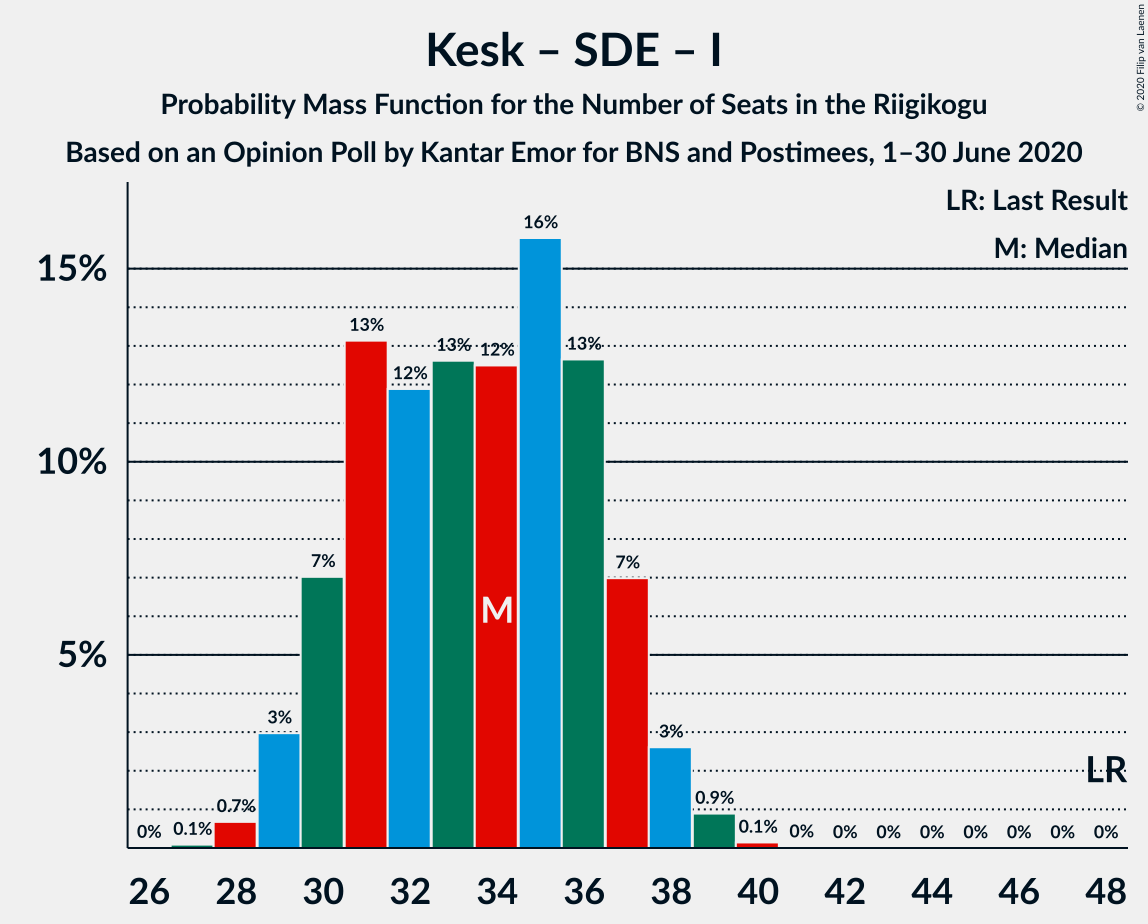 Kesk – SDE – I
Probability Mass Function for the Number of Seats in the Riigikogu
Based on an Opinion Poll by Kantar Emor for BNS and Postimees, 1–30 June 2020
© 2020 Filip van Laenen
LR: Last Result
M: Median
15%
10%
5%
0%
0.1%
0.7%
3%
7%
13%
12%
13%
12%
16%
13%
7%
3%
0.9%
0.1%
0%
0%
0%
0%
0%
0%
0%
0%
M
LR
26 28 30 32 34 36 38 40 42 44 46 48